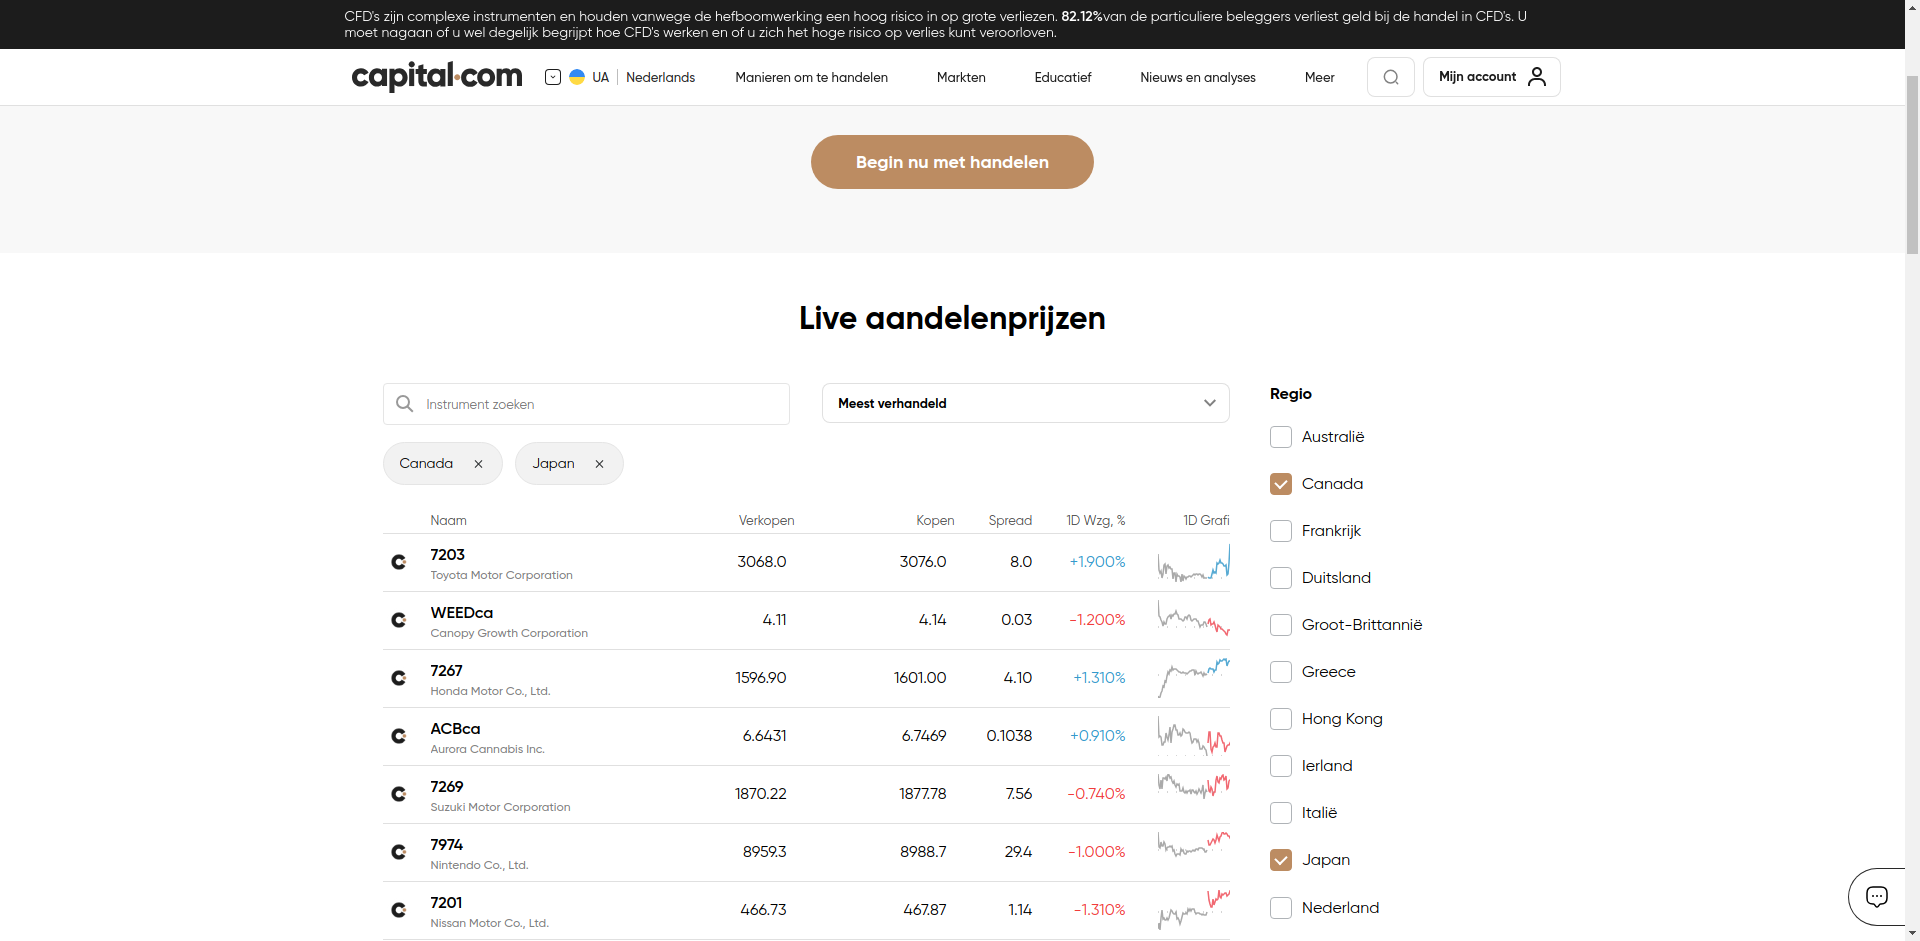 CFD's zijn complexe instrumenten en houden vanwege de hefboomwerking een hoog risico in op grote verliezen. 82.12%van de particuliere beleggers verliest geld bij de handel in CFD's. U
moet nagaan of u wel degelijk begrijpt hoe CFD's werken en of u zich het hoge risico op verlies kunt veroorloven.
capital.com UA Nederlands Manieren om te handelen Markten Educatief Nieuws en analyses Meer Mijn account
Begin nu met handelen
Live aandelenprijzen
Instrument zoeken
Meest verhandeld
Canada
Japan
Naam Verkopen Kopen Spread 1D Wzg, % 1D Grafi
7203 3068.0 3076.0 8.0 +1.900%
Toyota Motor Corporation
WEEDca 4.11 4.14 0.03 -1.200%
Canopy Growth Corporation
7267 1596.90 1601.00 4.10 +1.310%
Honda Motor Co., Ltd.
ACBca 6.6431 6.7469 0.1038 +0.910%
Aurora Cannabis Inc.
7269 1870.22 1877.78 7.56 -0.740%
Suzuki Motor Corporation
7974 8959.3 8988.7 29.4 -1.000%
Nintendo Co., Ltd.
7201 466.73 467.87 1.14 -1.310%
Nissan Motor Co., Ltd.
Regio
Australië
Canada
Frankrijk
Duitsland
Groot-Brittannië
Greece
Hong Kong
Ierland
Italië
Japan
Nederland